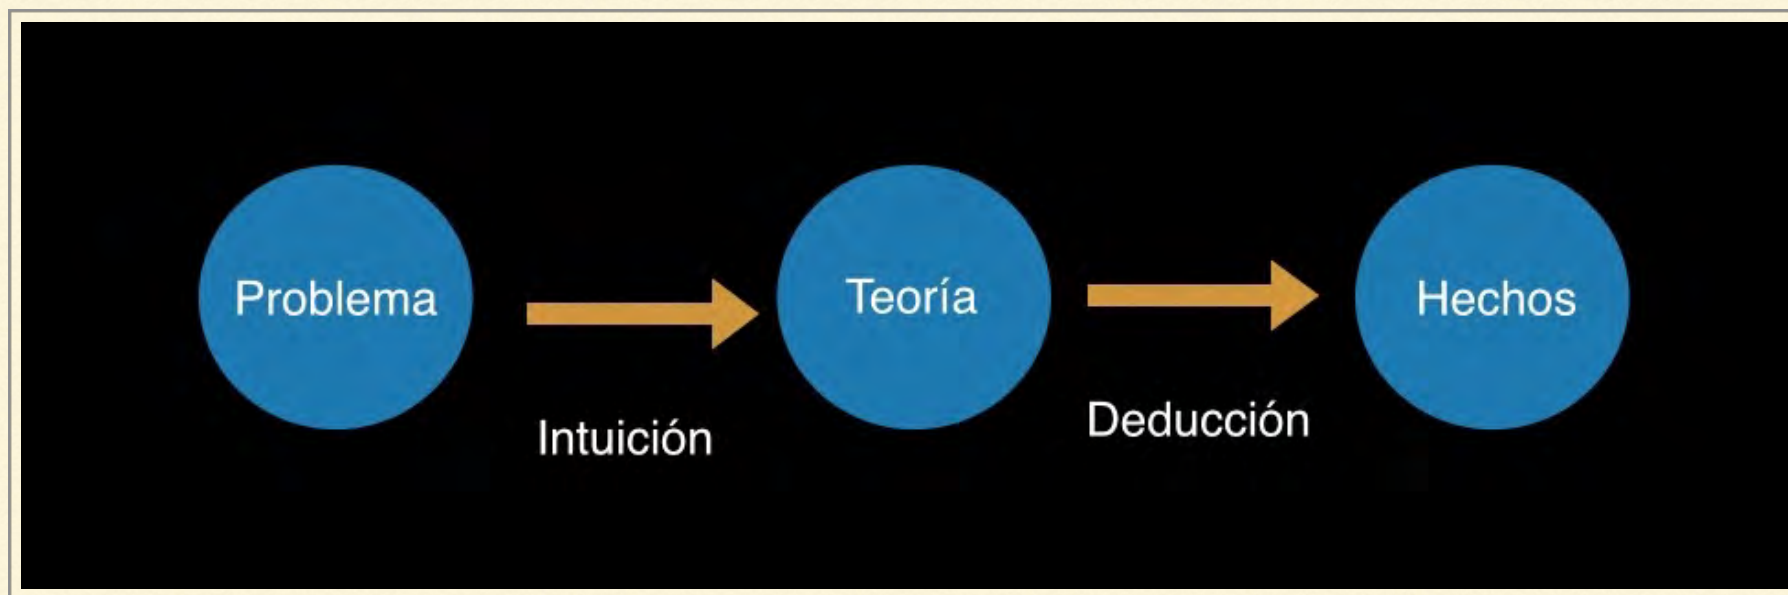 Problema
Intuición
Teoría
Deducción
Hechos